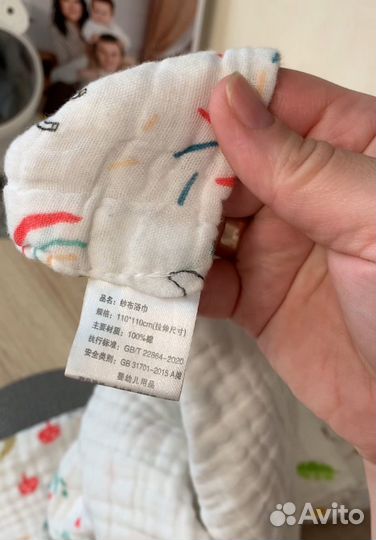 品名: 纱布浴巾
规格: 110*110cm(拉伸尺寸)
主要材质: 100%棉
执行标准: GB/T 22864-2020
安全类别: GB 31701-2015 A类
婴幼儿用品
Avito